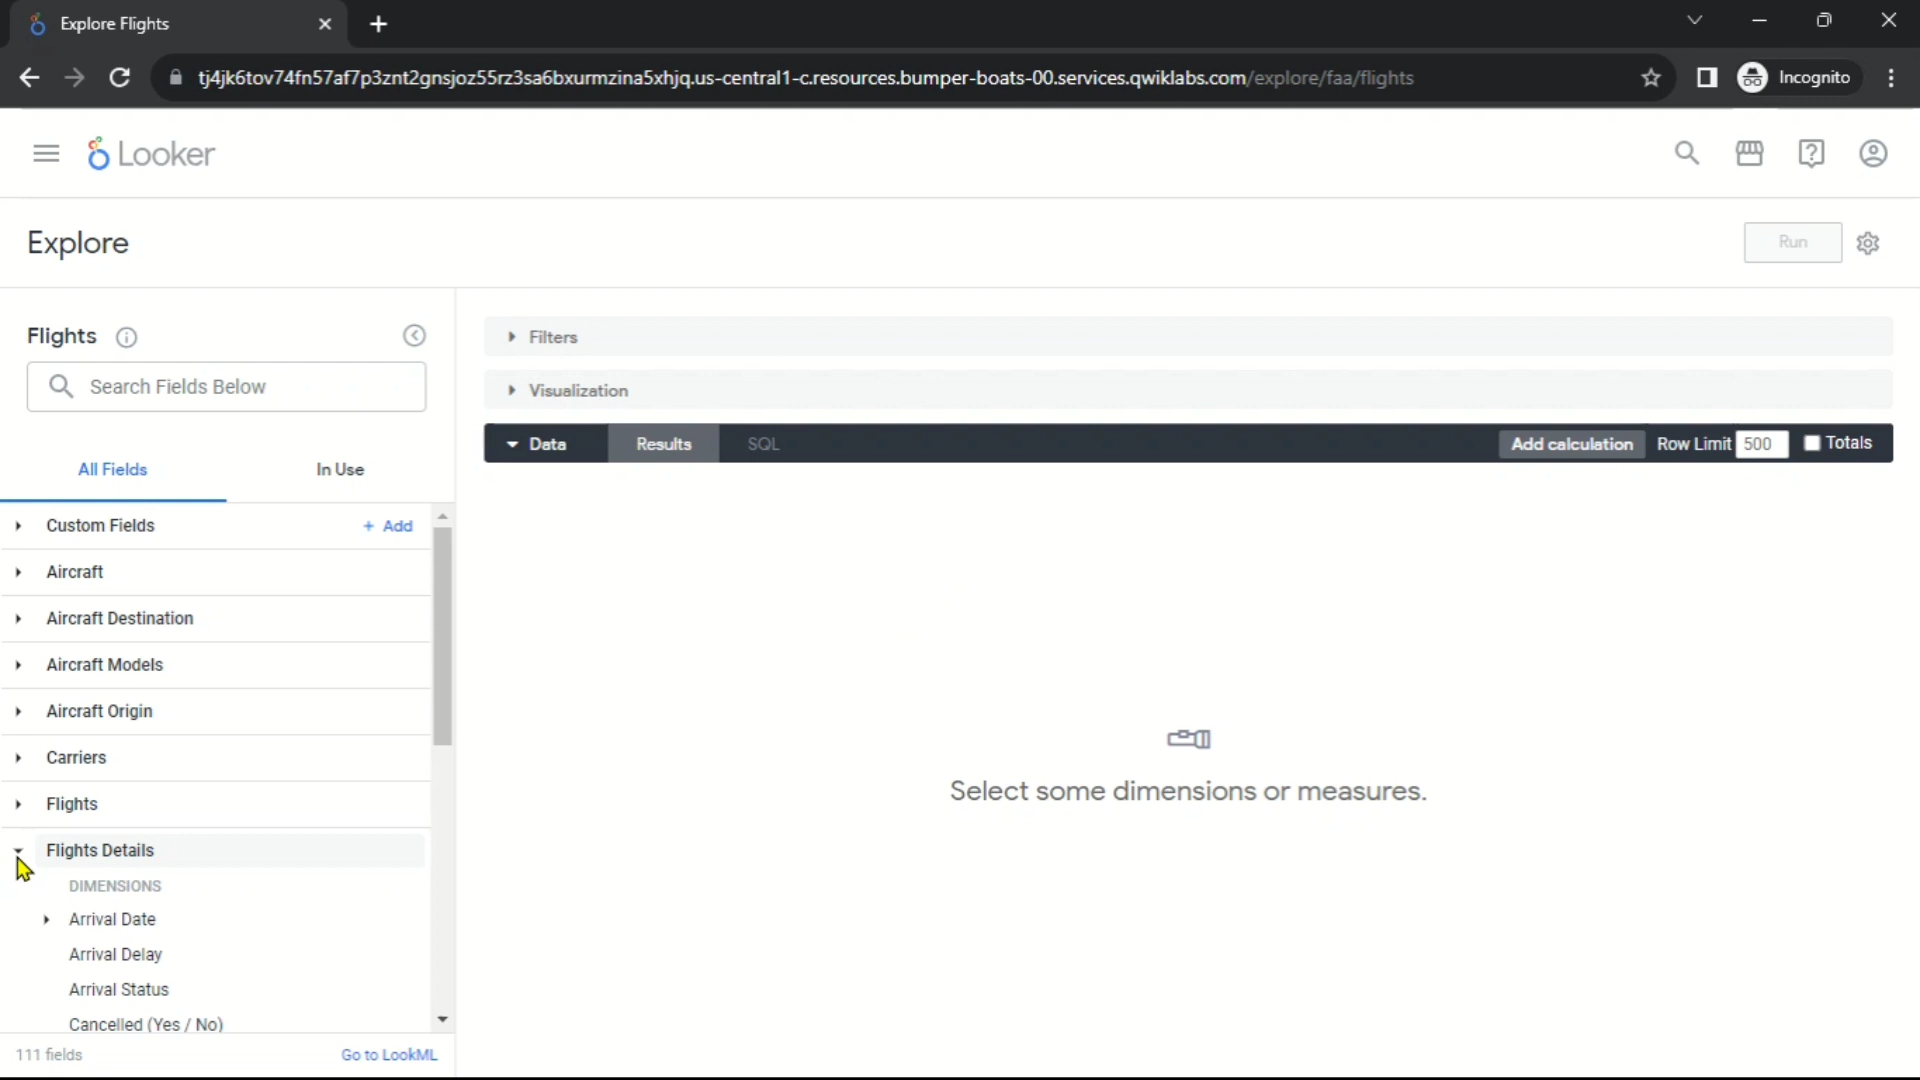 Explore Flights
tj4jk6tov74fn57af7p3znt2gnsjoz55rz3sa6bxurmzina5xhjq.us-central1-c.resources.bumper-boats-00.services.qwiklabs.com/explore/faa/flights
Incognito
Looker
Explore
Run
Flights
Search Fields Below
All Fields
In Use
Custom Fields
+ Add
Aircraft
Aircraft Destination
Aircraft Models
Aircraft Origin
Carriers
Flights
Flights Details
DIMENSIONS
Arrival Date
Arrival Delay
Arrival Status
Cancelled (Yes / No)
111 fields
Go to LookML
Filters
Visualization
Data
Results
SQL
Add calculation
Row Limit 500
Totals
Select some dimensions or measures.